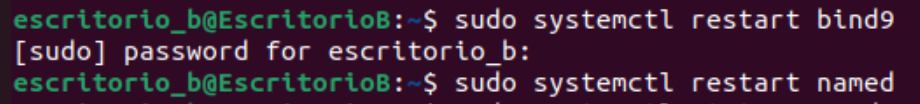 escritorio_b@EscritorioB:~$ sudo systemctl restart bind9
[sudo] password for escritorio_b:
escritorio_b@EscritorioB:~$ sudo systemctl restart named